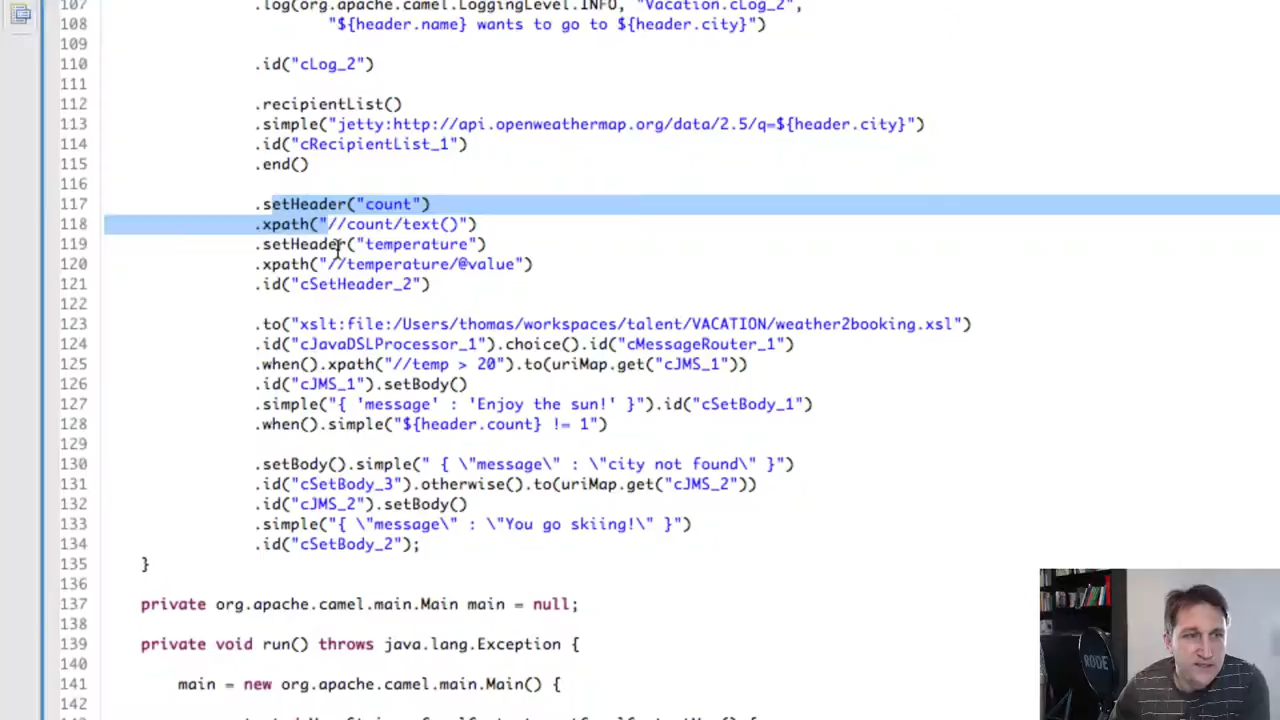 107 .log(org.apache.camel.LoggingLevel.INFO, "Vacation.cLog_2",
108 "${header.name} wants to go to ${header.city}")
109
110 .id("cLog_2")
111
112 .recipientList()
113 .simple("jetty:http://api.openweathermap.org/data/2.5/q=${header.city}")
114 .id("cRecipientList_1")
115 .end()
116
117 .setHeader("count")
118 .xpath("//count/text()")
119 .setHeader("temperature")
120 .xpath("//temperature/@value")
121 .id("cSetHeader_2")
122
123 .to("xslt:file:/Users/thomas/workspaces/talent/VACATION/weather2booking.xsl")
124 .id("cJavaDSLProcessor_1").choice().id("cMessageRouter_1")
125 .when().xpath("//temp > 20").to(uriMap.get("cJMS_1"))
126 .id("cJMS_1").setBody()
127 .simple("{ 'message' : 'Enjoy the sun!' }").id("cSetBody_1")
128 .when().simple("${header.count} != 1")
129
130 .setBody().simple(" { \"message\" : \"city not found\" }")
131 .id("cSetBody_3").otherwise().to(uriMap.get("cJMS_2"))
132 .id("cJMS_2").setBody()
133 .simple("{ \"message\" : \"You go skiing!\" }")
134 .id("cSetBody_2");
135 }
136
137 private org.apache.camel.main.Main main = null;
138
139 private void run() throws java.lang.Exception {
140
141 main = new org.apache.camel.main.Main() {
142
RODE